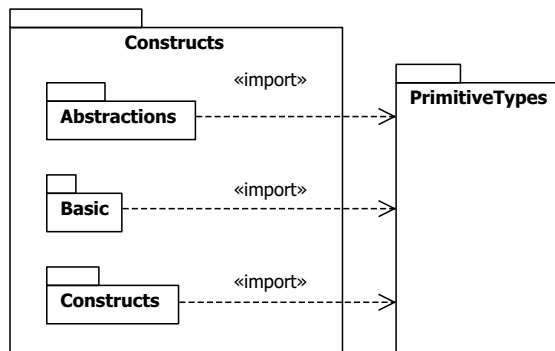 Constructs
«import»
PrimitiveTypes
Abstractions
«import»
Basic
«import»
Constructs